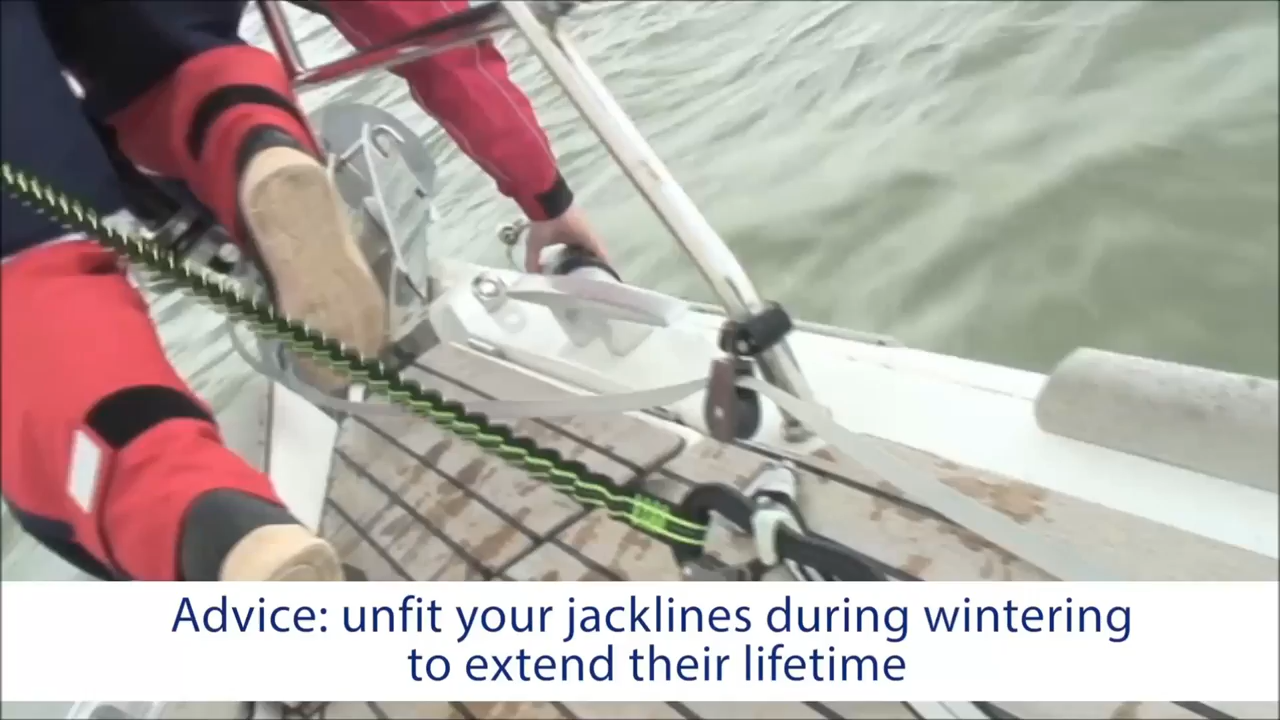 Advice: unfit your jacklines during wintering
to extend their lifetime